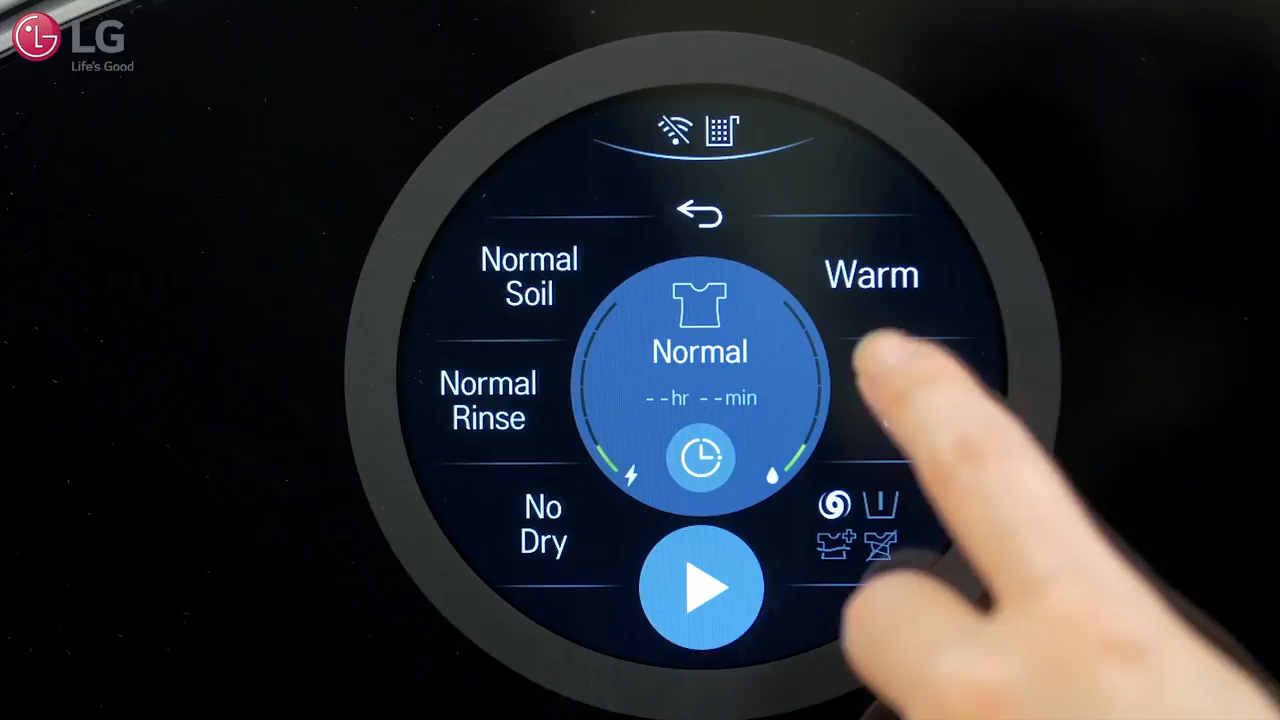 LG
Life's Good
Normal
Soil
Warm
Normal
--hr --min
Normal
Rinse
No
Dry